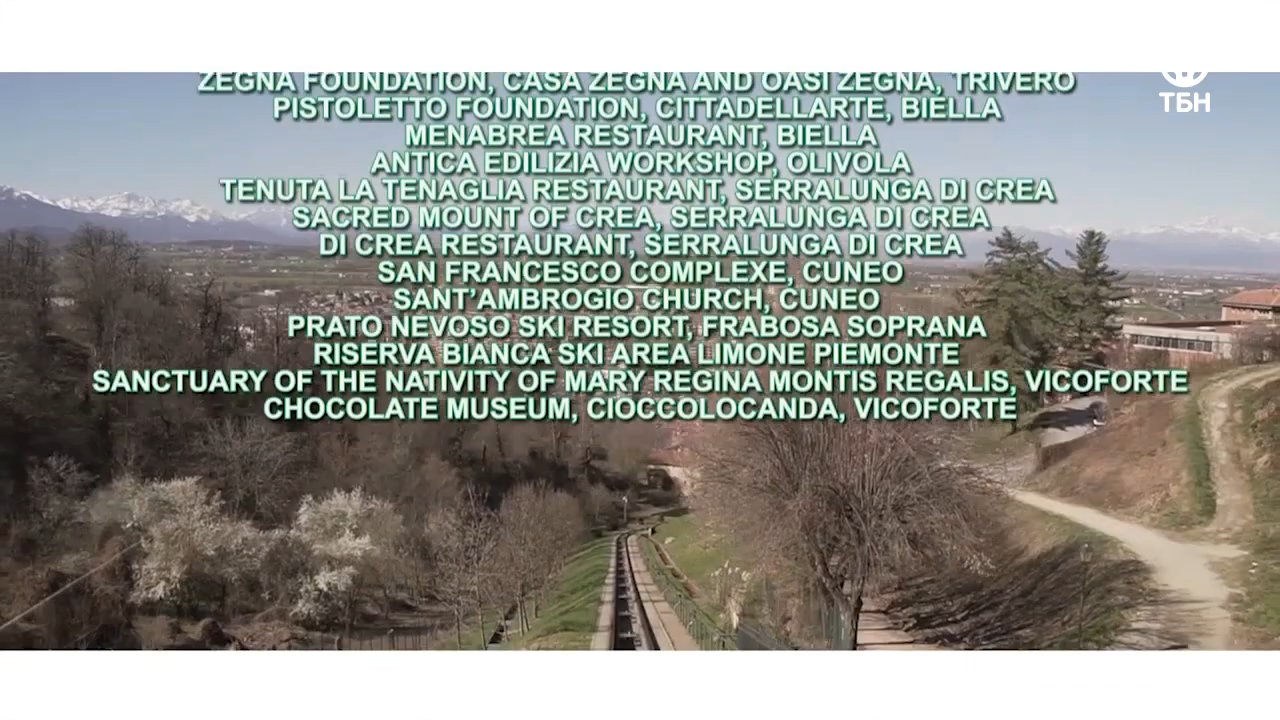 ZEGNA FOUNDATION, CASA ZEGNA AND OASI ZEGNA, TRIVERO
PISTOLETTO FOUNDATION, CITTADELLARTE, BIELLA
MENABREA RESTAURANT, BIELLA
ANTICA EDILIZIA WORKSHOP, OLIVOLA
TENUTA LA TENAGLIA RESTAURANT, SERRALUNGA DI CREA
SACRED MOUNT OF CREA, SERRALUNGA DI CREA
DI CREA RESTAURANT, SERRALUNGA DI CREA
SAN FRANCESCO COMPLEXE, CUNEO
SANT'AMBROGIO CHURCH, CUNEO
PRATO NEVOSO SKI RESORT, FRABOSA SOPRANA
RISERVA BIANCA SKI AREA LIMONE PIEMONTE
SANCTUARY OF THE NATIVITY OF MARY REGINA MONTIS REGALIS, VICOFORTE
CHOCOLATE MUSEUM, CIOCCOLOCANDA, VICOFORTE
ТБН